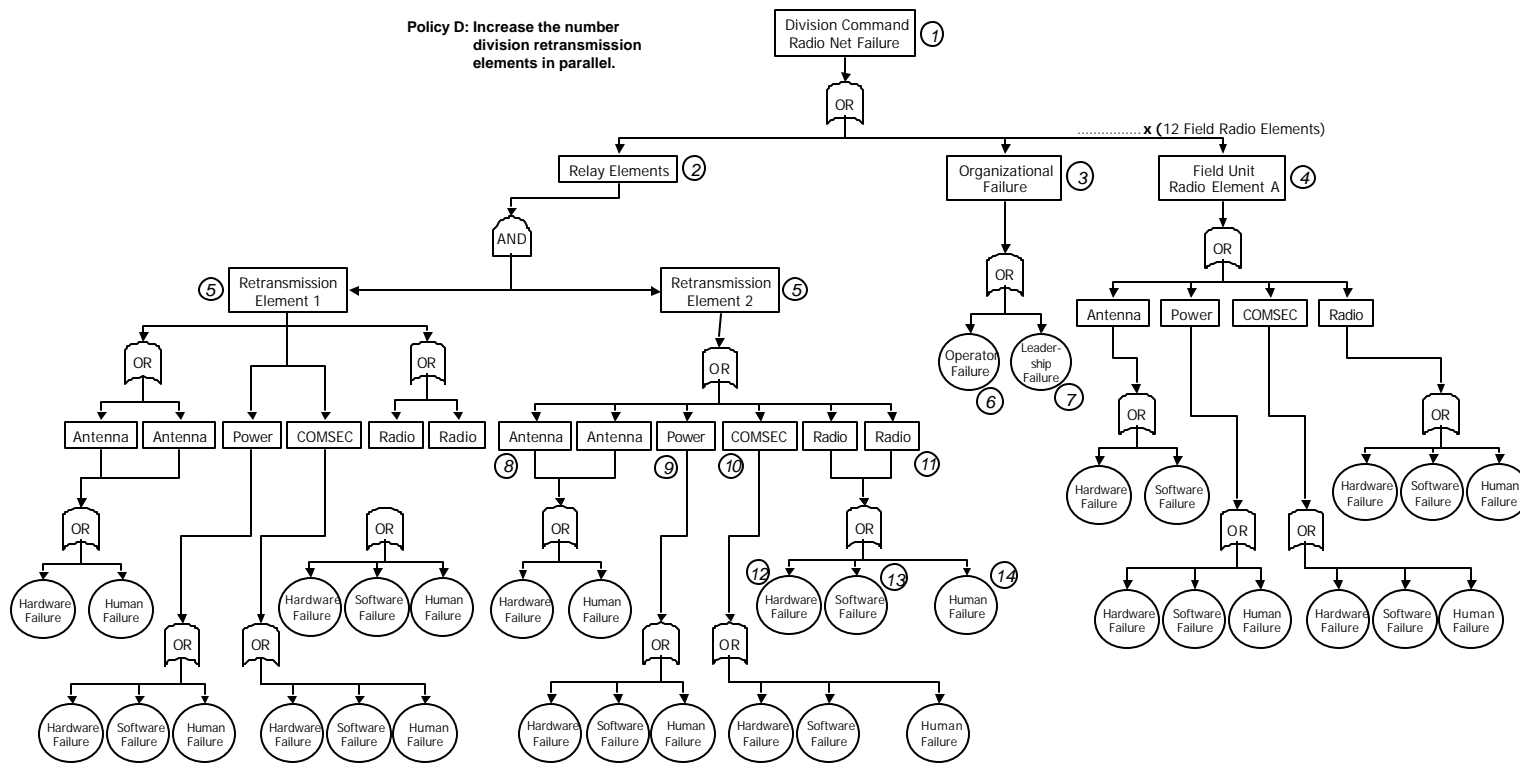 Policy D: Increase the number
division retransmission
elements in parallel.
Division Command
Radio Net Failure
1
OR
................ x (12 Field Radio Elements)
Relay Elements
2
Organizational
Failure
3
Field Unit
Radio Element A
4
AND
OR
OR
5
Retransmission
Element 1
Retransmission
Element 2
5
Antenna
Power
COMSEC
Radio
OR
OR
OR
Operator
Failure
6
Leader-
ship
Failure
7
OR
OR
Antenna
Antenna
Power
COMSEC
Radio
Radio
Antenna
8
Antenna
Power
9
COMSEC
10
Radio
Radio
11
Hardware
Failure
Software
Failure
Hardware
Failure
Software
Failure
Human
Failure
OR
OR
OR
OR
OR
OR
Hardware
Failure
Human
Failure
Hardware
Failure
Software
Failure
Human
Failure
Hardware
Failure
Human
Failure
12
Hardware
Failure
13
Software
Failure
14
Human
Failure
Hardware
Failure
Software
Failure
Human
Failure
Hardware
Failure
Software
Failure
Human
Failure
OR
OR
OR
OR
Hardware
Failure
Software
Failure
Human
Failure
Hardware
Failure
Software
Failure
Human
Failure
Hardware
Failure
Software
Failure
Human
Failure
Hardware
Failure
Software
Failure
Human
Failure